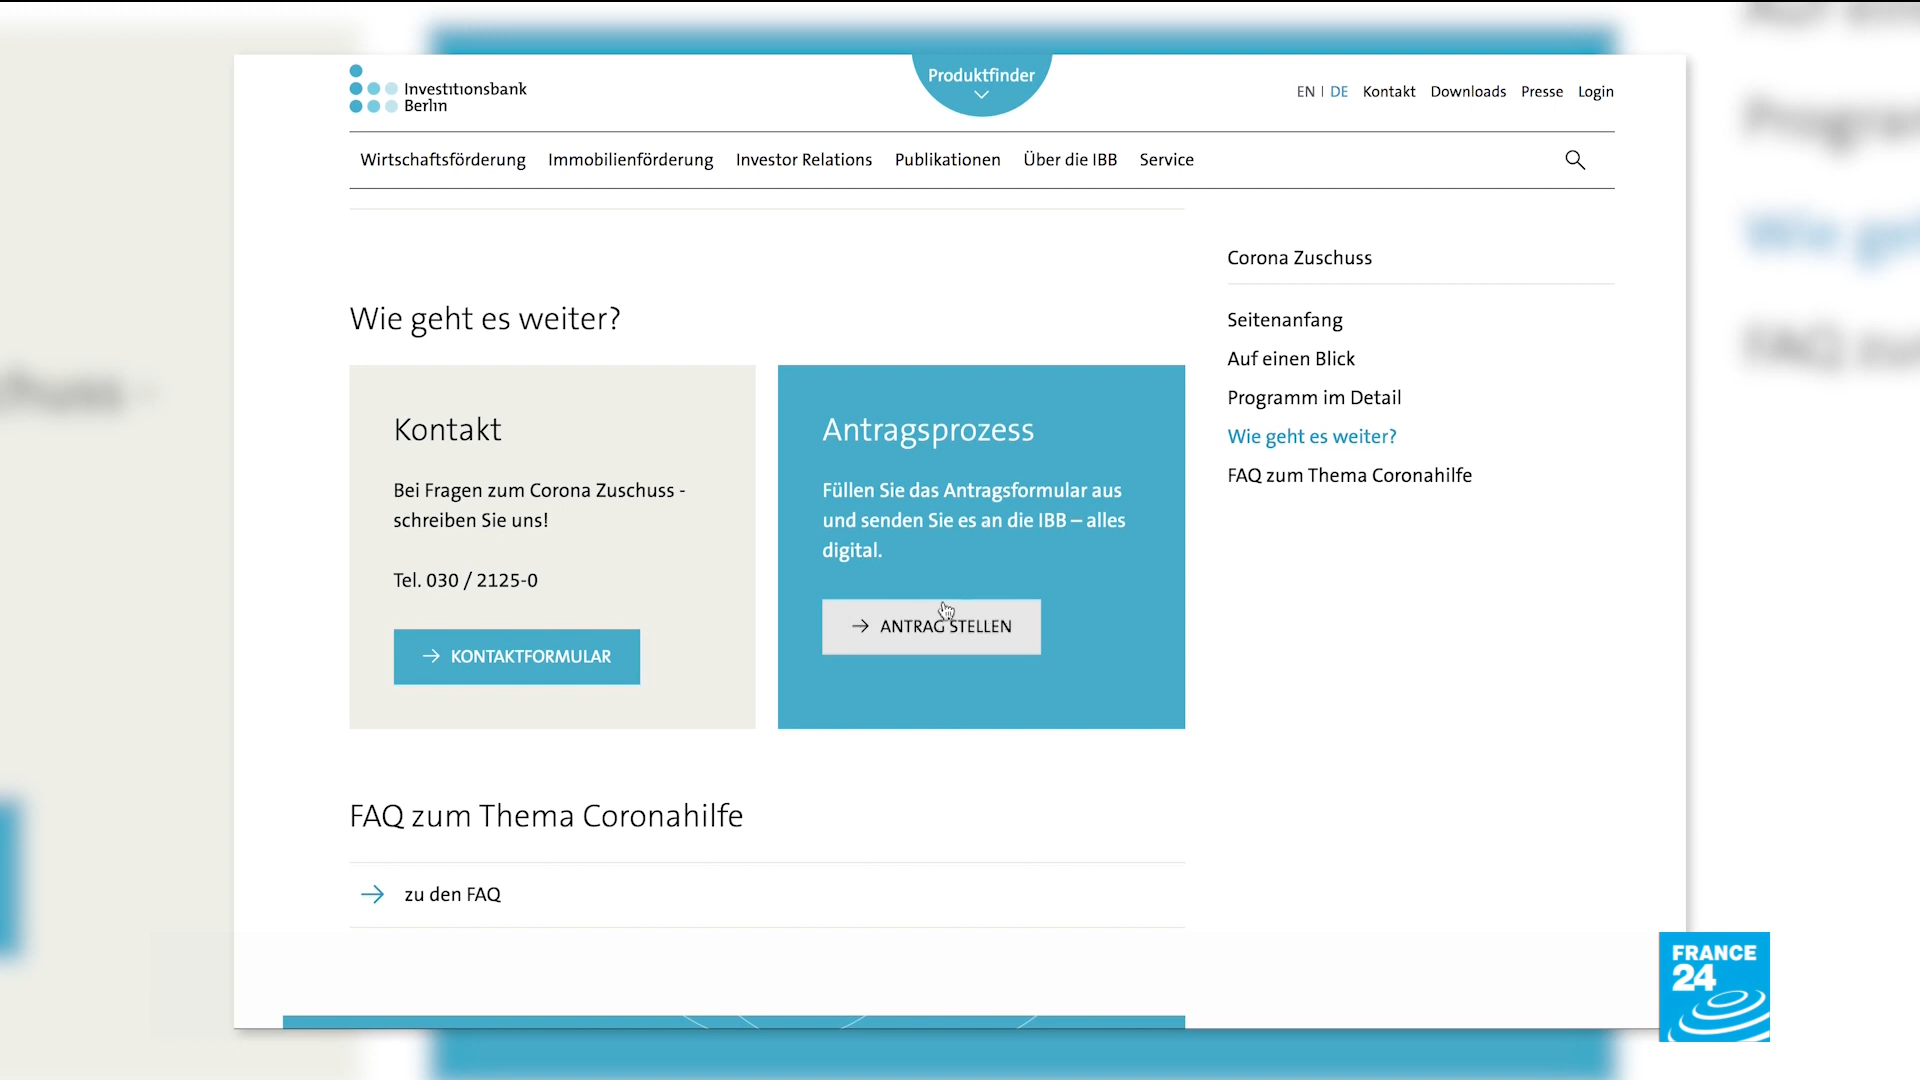 Produktfinder
Investitionsbank
Berlin
EN | DE Kontakt Downloads Presse Login
Wirtschaftsförderung Immobilienförderung Investor Relations Publikationen Über die IBB Service
Corona Zuschuss
Seitenanfang
Auf einen Blick
Programm im Detail
Wie geht es weiter?
FAQ zum Thema Coronahilfe
Wie geht es weiter?
Kontakt
Bei Fragen zum Corona Zuschuss -
schreiben Sie uns!
Tel. 030 / 2125-0
→ KONTAKTFORMULAR
Antragsprozess
Füllen Sie das Antragsformular aus
und senden Sie es an die IBB – alles
digital.
→ ANTRAG STELLEN
FAQ zum Thema Coronahilfe
→ zu den FAQ
FRANCE
24